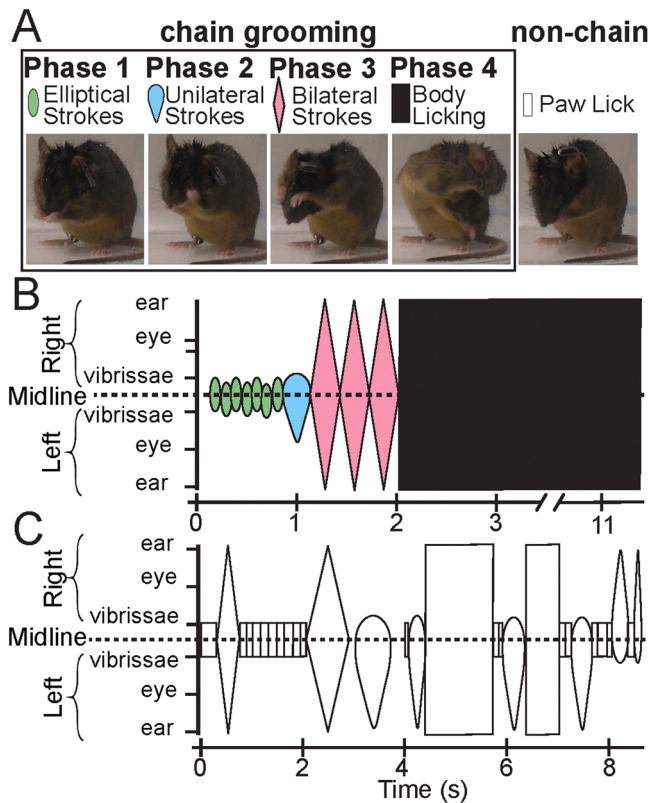 A
chain grooming
non-chain
Phase 1
Phase 2
Phase 3
Phase 4
Elliptical Strokes
Unilateral Strokes
Bilateral Strokes
Body Licking
Paw Lick
B
Right
ear
eye
vibrissae
Midline
vibrissae
Left
eye
ear
0 1 2 3 11
s
C
Right
ear
eye
vibrissae
Midline
vibrissae
Left
eye
ear
0 2 4 6 8
Time (s)